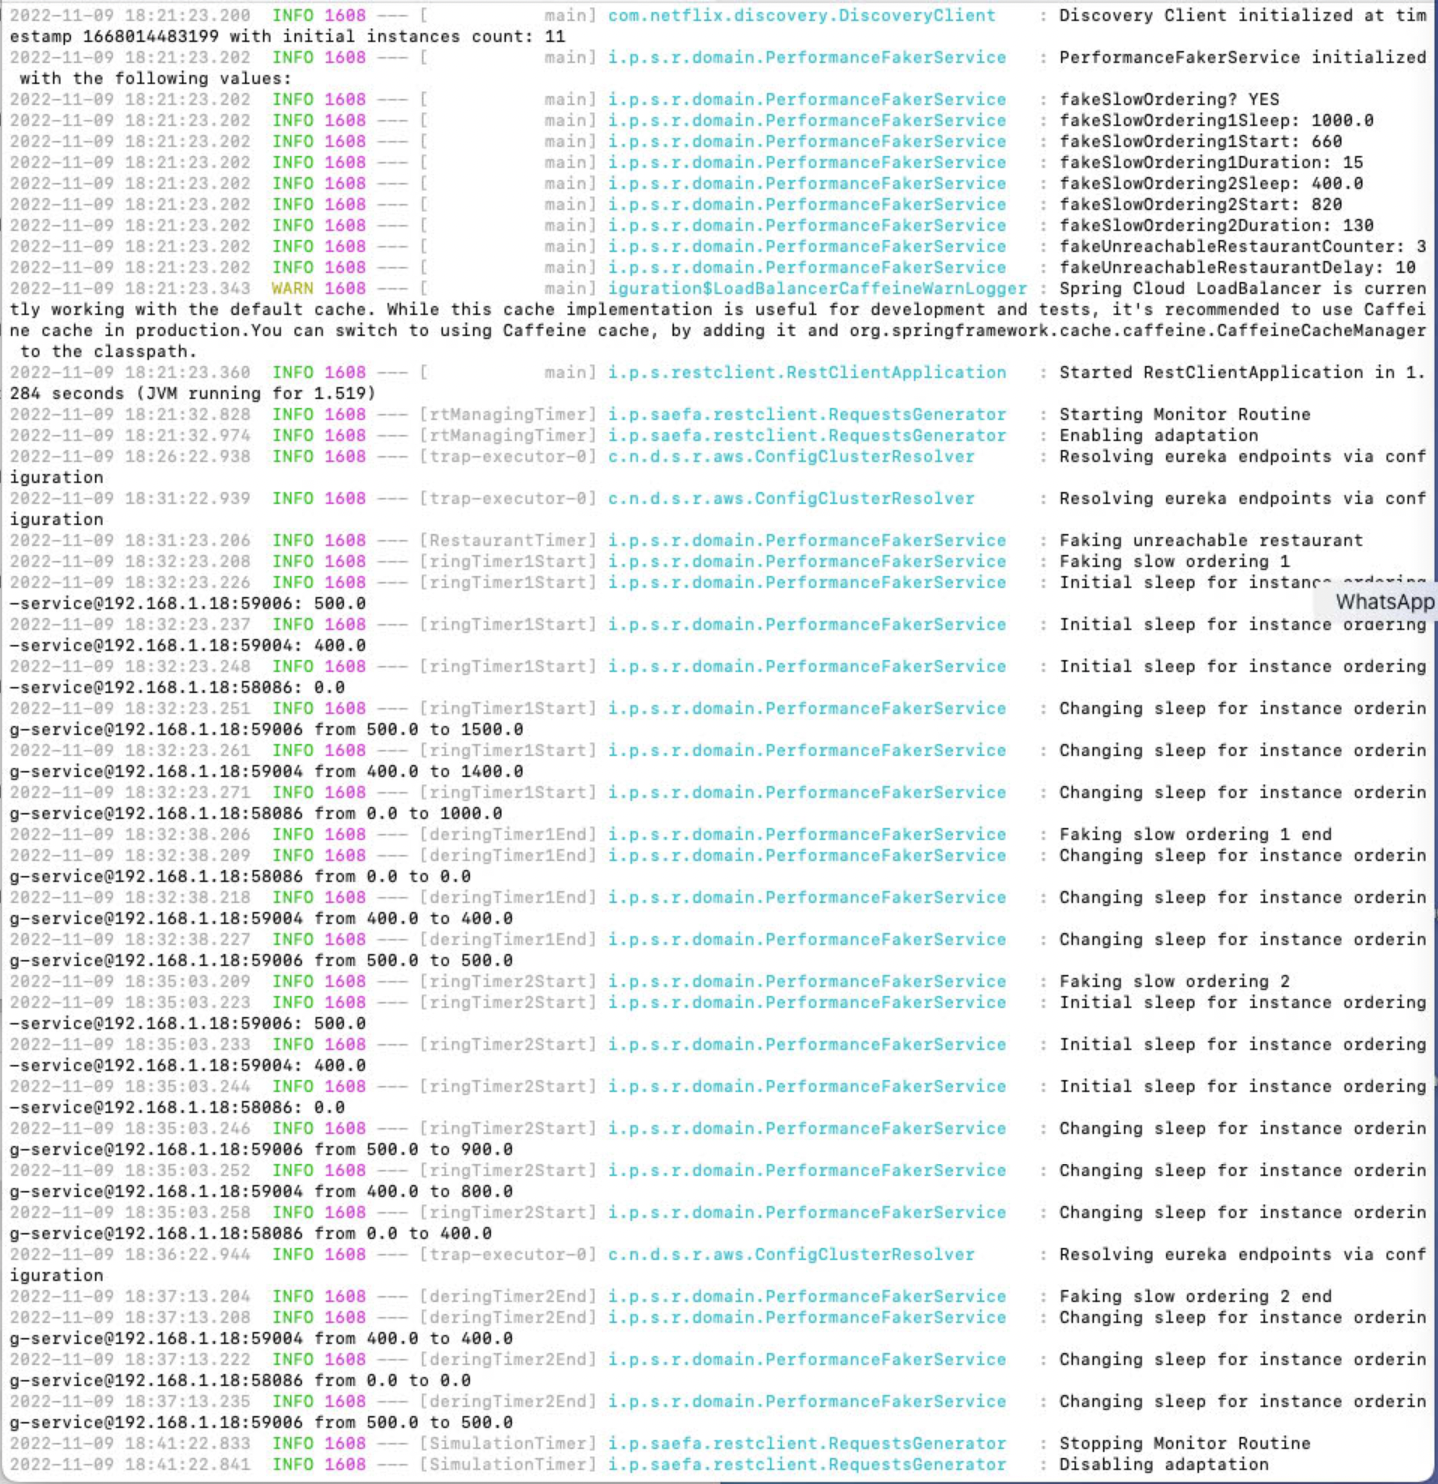 2022-11-09 18:21:23.200 INFO 1608 --- [ main] com.netflix.discovery.DiscoveryClient : Discovery Client initialized at tim
estamp 1668014483199 with initial instances count: 11
2022-11-09 18:21:23.202 INFO 1608 --- [ main] i.p.s.r.domain.PerformanceFakerService : PerformanceFakerService initialized
with the following values:
2022-11-09 18:21:23.202 INFO 1608 --- [ main] i.p.s.r.domain.PerformanceFakerService : fakeSlowOrdering? YES
2022-11-09 18:21:23.202 INFO 1608 --- [ main] i.p.s.r.domain.PerformanceFakerService : fakeSlowOrdering1Sleep: 1000.0
2022-11-09 18:21:23.202 INFO 1608 --- [ main] i.p.s.r.domain.PerformanceFakerService : fakeSlowOrdering1Start: 660
2022-11-09 18:21:23.202 INFO 1608 --- [ main] i.p.s.r.domain.PerformanceFakerService : fakeSlowOrdering1Duration: 15
2022-11-09 18:21:23.202 INFO 1608 --- [ main] i.p.s.r.domain.PerformanceFakerService : fakeSlowOrdering2Sleep: 400.0
2022-11-09 18:21:23.202 INFO 1608 --- [ main] i.p.s.r.domain.PerformanceFakerService : fakeSlowOrdering2Start: 820
2022-11-09 18:21:23.202 INFO 1608 --- [ main] i.p.s.r.domain.PerformanceFakerService : fakeSlowOrdering2Duration: 130
2022-11-09 18:21:23.202 INFO 1608 --- [ main] i.p.s.r.domain.PerformanceFakerService : fakeUnreachableRestaurantCounter: 3
2022-11-09 18:21:23.202 INFO 1608 --- [ main] i.p.s.r.domain.PerformanceFakerService : fakeUnreachableRestaurantDelay: 10
2022-11-09 18:21:23.343 WARN 1608 --- [ main] iguration$LoadBalancerCaffeineWarnLogger : Spring Cloud LoadBalancer is curren
tly working with the default cache. While this cache implementation is useful for development and tests, it's recommended to use Caffei
ne cache in production.You can switch to using Caffeine cache, by adding it and org.springframework.cache.caffeine.CaffeineCacheManager
to the classpath.
2022-11-09 18:21:23.360 INFO 1608 --- [ main] i.p.s.restclient.RestClientApplication : Started RestClientApplication in 1.
284 seconds (JVM running for 1.519)
2022-11-09 18:21:32.828 INFO 1608 --- [rtManagingTimer] i.p.saefa.restclient.RequestsGenerator : Starting Monitor Routine
2022-11-09 18:21:32.974 INFO 1608 --- [rtManagingTimer] i.p.saefa.restclient.RequestsGenerator : Enabling adaptation
2022-11-09 18:26:22.938 INFO 1608 --- [trap-executor-0] c.n.d.s.r.aws.ConfigClusterResolver : Resolving eureka endpoints via conf
iguration
2022-11-09 18:31:22.939 INFO 1608 --- [trap-executor-0] c.n.d.s.r.aws.ConfigClusterResolver : Resolving eureka endpoints via conf
iguration
2022-11-09 18:31:23.206 INFO 1608 --- [RestaurantTimer] i.p.s.r.domain.PerformanceFakerService : Faking unreachable restaurant
2022-11-09 18:32:23.208 INFO 1608 --- [ringTimer1Start] i.p.s.r.domain.PerformanceFakerService : Faking slow ordering 1
2022-11-09 18:32:23.226 INFO 1608 --- [ringTimer1Start] i.p.s.r.domain.PerformanceFakerService : Initial sleep for instance ordering
-service@192.168.1.18:59006: 500.0
WhatsApp
2022-11-09 18:32:23.237 INFO 1608 --- [ringTimer1Start] i.p.s.r.domain.PerformanceFakerService : Initial sleep for instance ordering
-service@192.168.1.18:59004: 400.0
2022-11-09 18:32:23.248 INFO 1608 --- [ringTimer1Start] i.p.s.r.domain.PerformanceFakerService : Initial sleep for instance ordering
-service@192.168.1.18:58086: 0.0
2022-11-09 18:32:23.251 INFO 1608 --- [ringTimer1Start] i.p.s.r.domain.PerformanceFakerService : Changing sleep for instance orderin
g-service@192.168.1.18:59006 from 500.0 to 1500.0
2022-11-09 18:32:23.261 INFO 1608 --- [ringTimer1Start] i.p.s.r.domain.PerformanceFakerService : Changing sleep for instance orderin
g-service@192.168.1.18:59004 from 400.0 to 1400.0
2022-11-09 18:32:23.271 INFO 1608 --- [ringTimer1Start] i.p.s.r.domain.PerformanceFakerService : Changing sleep for instance orderin
g-service@192.168.1.18:58086 from 0.0 to 1000.0
2022-11-09 18:32:38.206 INFO 1608 --- [deringTimer1End] i.p.s.r.domain.PerformanceFakerService : Faking slow ordering 1 end
2022-11-09 18:32:38.209 INFO 1608 --- [deringTimer1End] i.p.s.r.domain.PerformanceFakerService : Changing sleep for instance orderin
g-service@192.168.1.18:58086 from 0.0 to 0.0
2022-11-09 18:32:38.218 INFO 1608 --- [deringTimer1End] i.p.s.r.domain.PerformanceFakerService : Changing sleep for instance orderin
g-service@192.168.1.18:59004 from 400.0 to 400.0
2022-11-09 18:32:38.227 INFO 1608 --- [deringTimer1End] i.p.s.r.domain.PerformanceFakerService : Changing sleep for instance orderin
g-service@192.168.1.18:59006 from 500.0 to 500.0
2022-11-09 18:35:03.209 INFO 1608 --- [ringTimer2Start] i.p.s.r.domain.PerformanceFakerService : Faking slow ordering 2
2022-11-09 18:35:03.223 INFO 1608 --- [ringTimer2Start] i.p.s.r.domain.PerformanceFakerService : Initial sleep for instance ordering
-service@192.168.1.18:59006: 500.0
2022-11-09 18:35:03.233 INFO 1608 --- [ringTimer2Start] i.p.s.r.domain.PerformanceFakerService : Initial sleep for instance ordering
-service@192.168.1.18:59004: 400.0
2022-11-09 18:35:03.244 INFO 1608 --- [ringTimer2Start] i.p.s.r.domain.PerformanceFakerService : Initial sleep for instance ordering
-service@192.168.1.18:58086: 0.0
2022-11-09 18:35:03.246 INFO 1608 --- [ringTimer2Start] i.p.s.r.domain.PerformanceFakerService : Changing sleep for instance orderin
g-service@192.168.1.18:59006 from 500.0 to 900.0
2022-11-09 18:35:03.252 INFO 1608 --- [ringTimer2Start] i.p.s.r.domain.PerformanceFakerService : Changing sleep for instance orderin
g-service@192.168.1.18:59004 from 400.0 to 800.0
2022-11-09 18:35:03.258 INFO 1608 --- [ringTimer2Start] i.p.s.r.domain.PerformanceFakerService : Changing sleep for instance orderin
g-service@192.168.1.18:58086 from 0.0 to 400.0
2022-11-09 18:36:22.944 INFO 1608 --- [trap-executor-0] c.n.d.s.r.aws.ConfigClusterResolver : Resolving eureka endpoints via conf
iguration
2022-11-09 18:37:13.204 INFO 1608 --- [deringTimer2End] i.p.s.r.domain.PerformanceFakerService : Faking slow ordering 2 end
2022-11-09 18:37:13.208 INFO 1608 --- [deringTimer2End] i.p.s.r.domain.PerformanceFakerService : Changing sleep for instance orderin
g-service@192.168.1.18:59004 from 400.0 to 400.0
2022-11-09 18:37:13.222 INFO 1608 --- [deringTimer2End] i.p.s.r.domain.PerformanceFakerService : Changing sleep for instance orderin
g-service@192.168.1.18:58086 from 0.0 to 0.0
2022-11-09 18:37:13.235 INFO 1608 --- [deringTimer2End] i.p.s.r.domain.PerformanceFakerService : Changing sleep for instance orderin
g-service@192.168.1.18:59006 from 500.0 to 500.0
2022-11-09 18:41:22.833 INFO 1608 --- [SimulationTimer] i.p.saefa.restclient.RequestsGenerator : Stopping Monitor Routine
2022-11-09 18:41:22.841 INFO 1608 --- [SimulationTimer] i.p.saefa.restclient.RequestsGenerator : Disabling adaptation